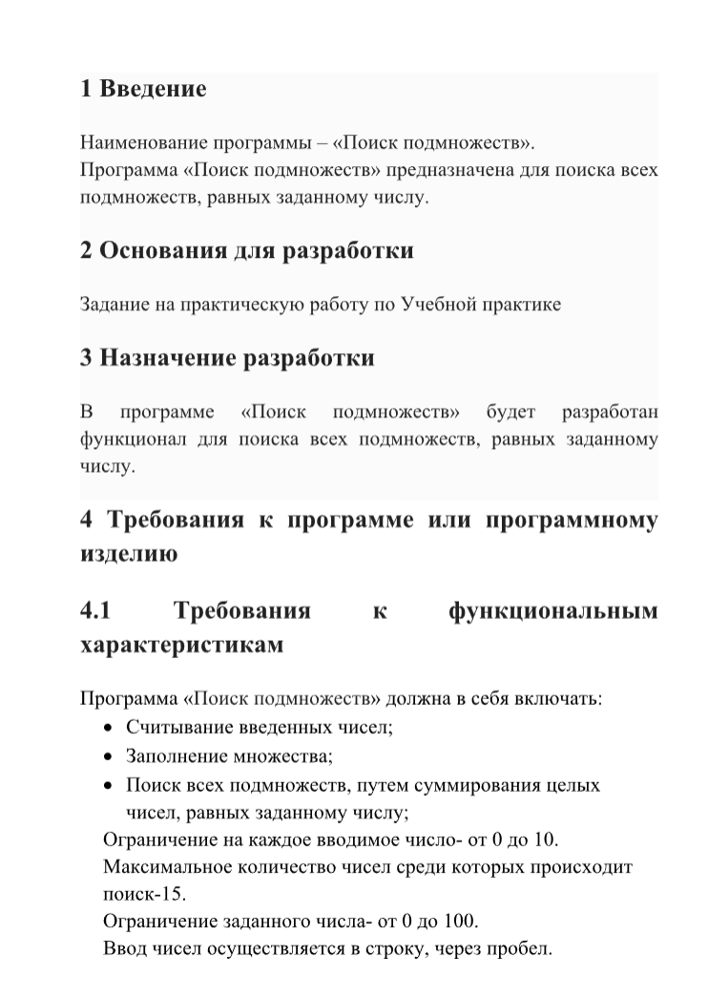 1 Введение
Наименование программы – «Поиск подмножеств».
Программа «Поиск подмножеств» предназначена для поиска всех
подмножеств, равных заданному числу.
2 Основания для разработки
Задание на практическую работу по Учебной практике
3 Назначение разработки
В программе «Поиск подмножеств» будет разработан
функционал для поиска всех подмножеств, равных заданному
числу.
4 Требования к программе или программному
изделию
4.1 Требования к функциональным
характеристикам
Программа «Поиск подмножеств» должна в себя включать:
• Считывание введенных чисел;
• Заполнение множества;
• Поиск всех подмножеств, путем суммирования целых
чисел, равных заданному числу;
Ограничение на каждое вводимое число- от 0 до 10.
Максимальное количество чисел среди которых происходит
поиск-15.
Ограничение заданного числа- от 0 до 100.
Ввод чисел осуществляется в строку, через пробел.